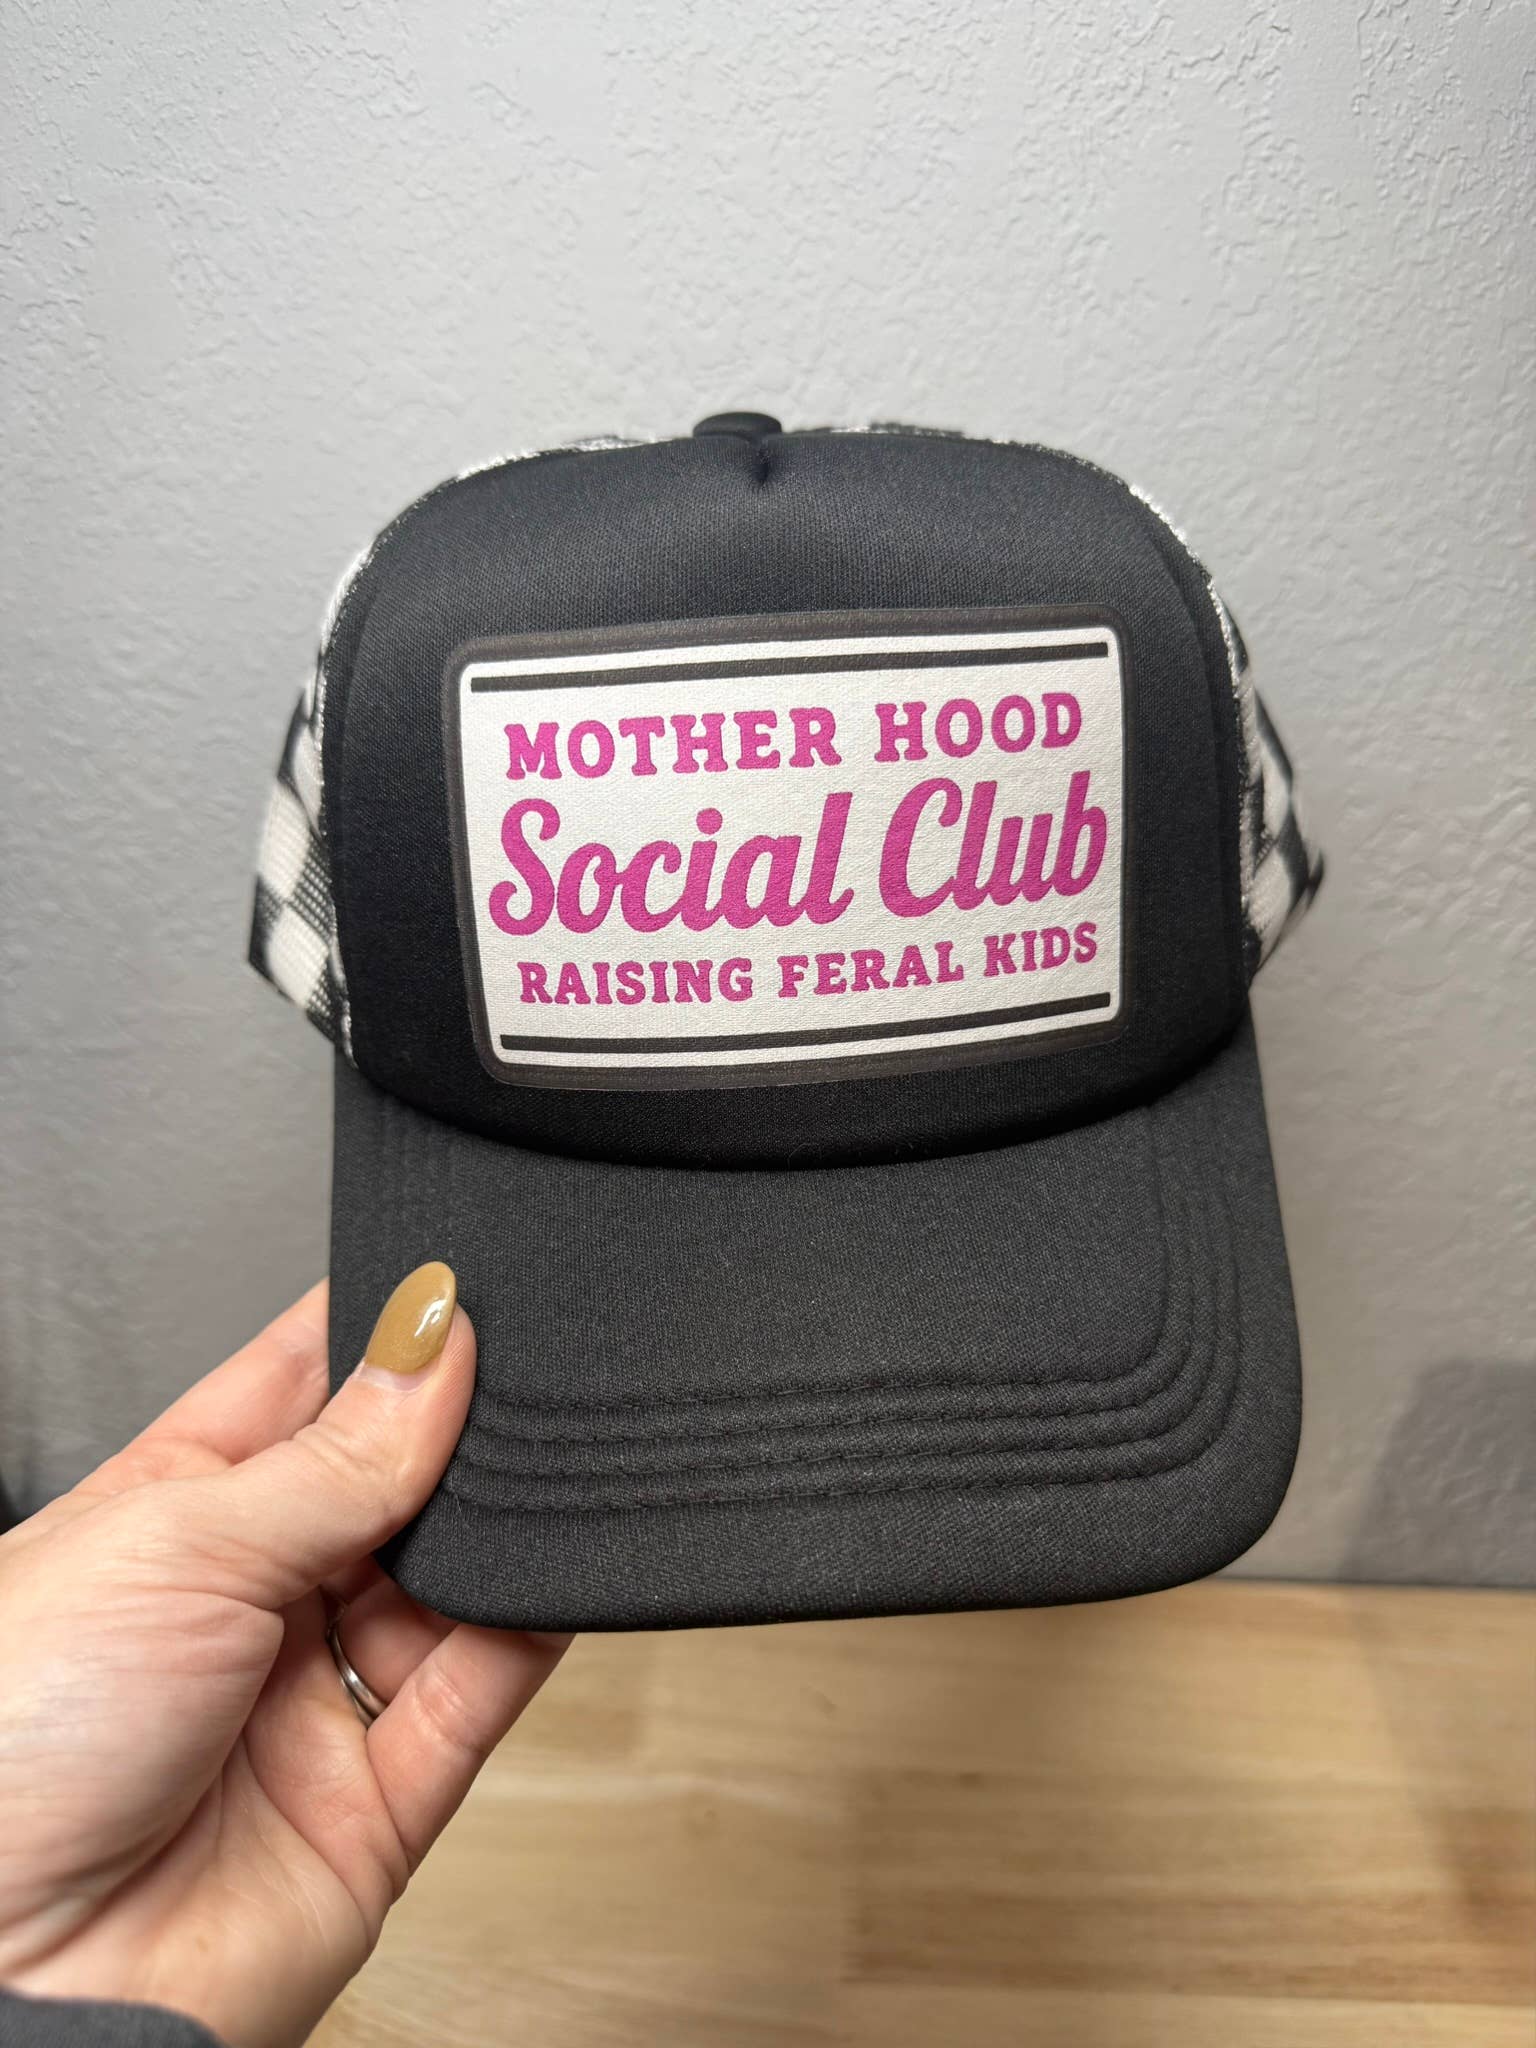 MOTHER HOOD
Social Club
RAISING FERAL KIDS